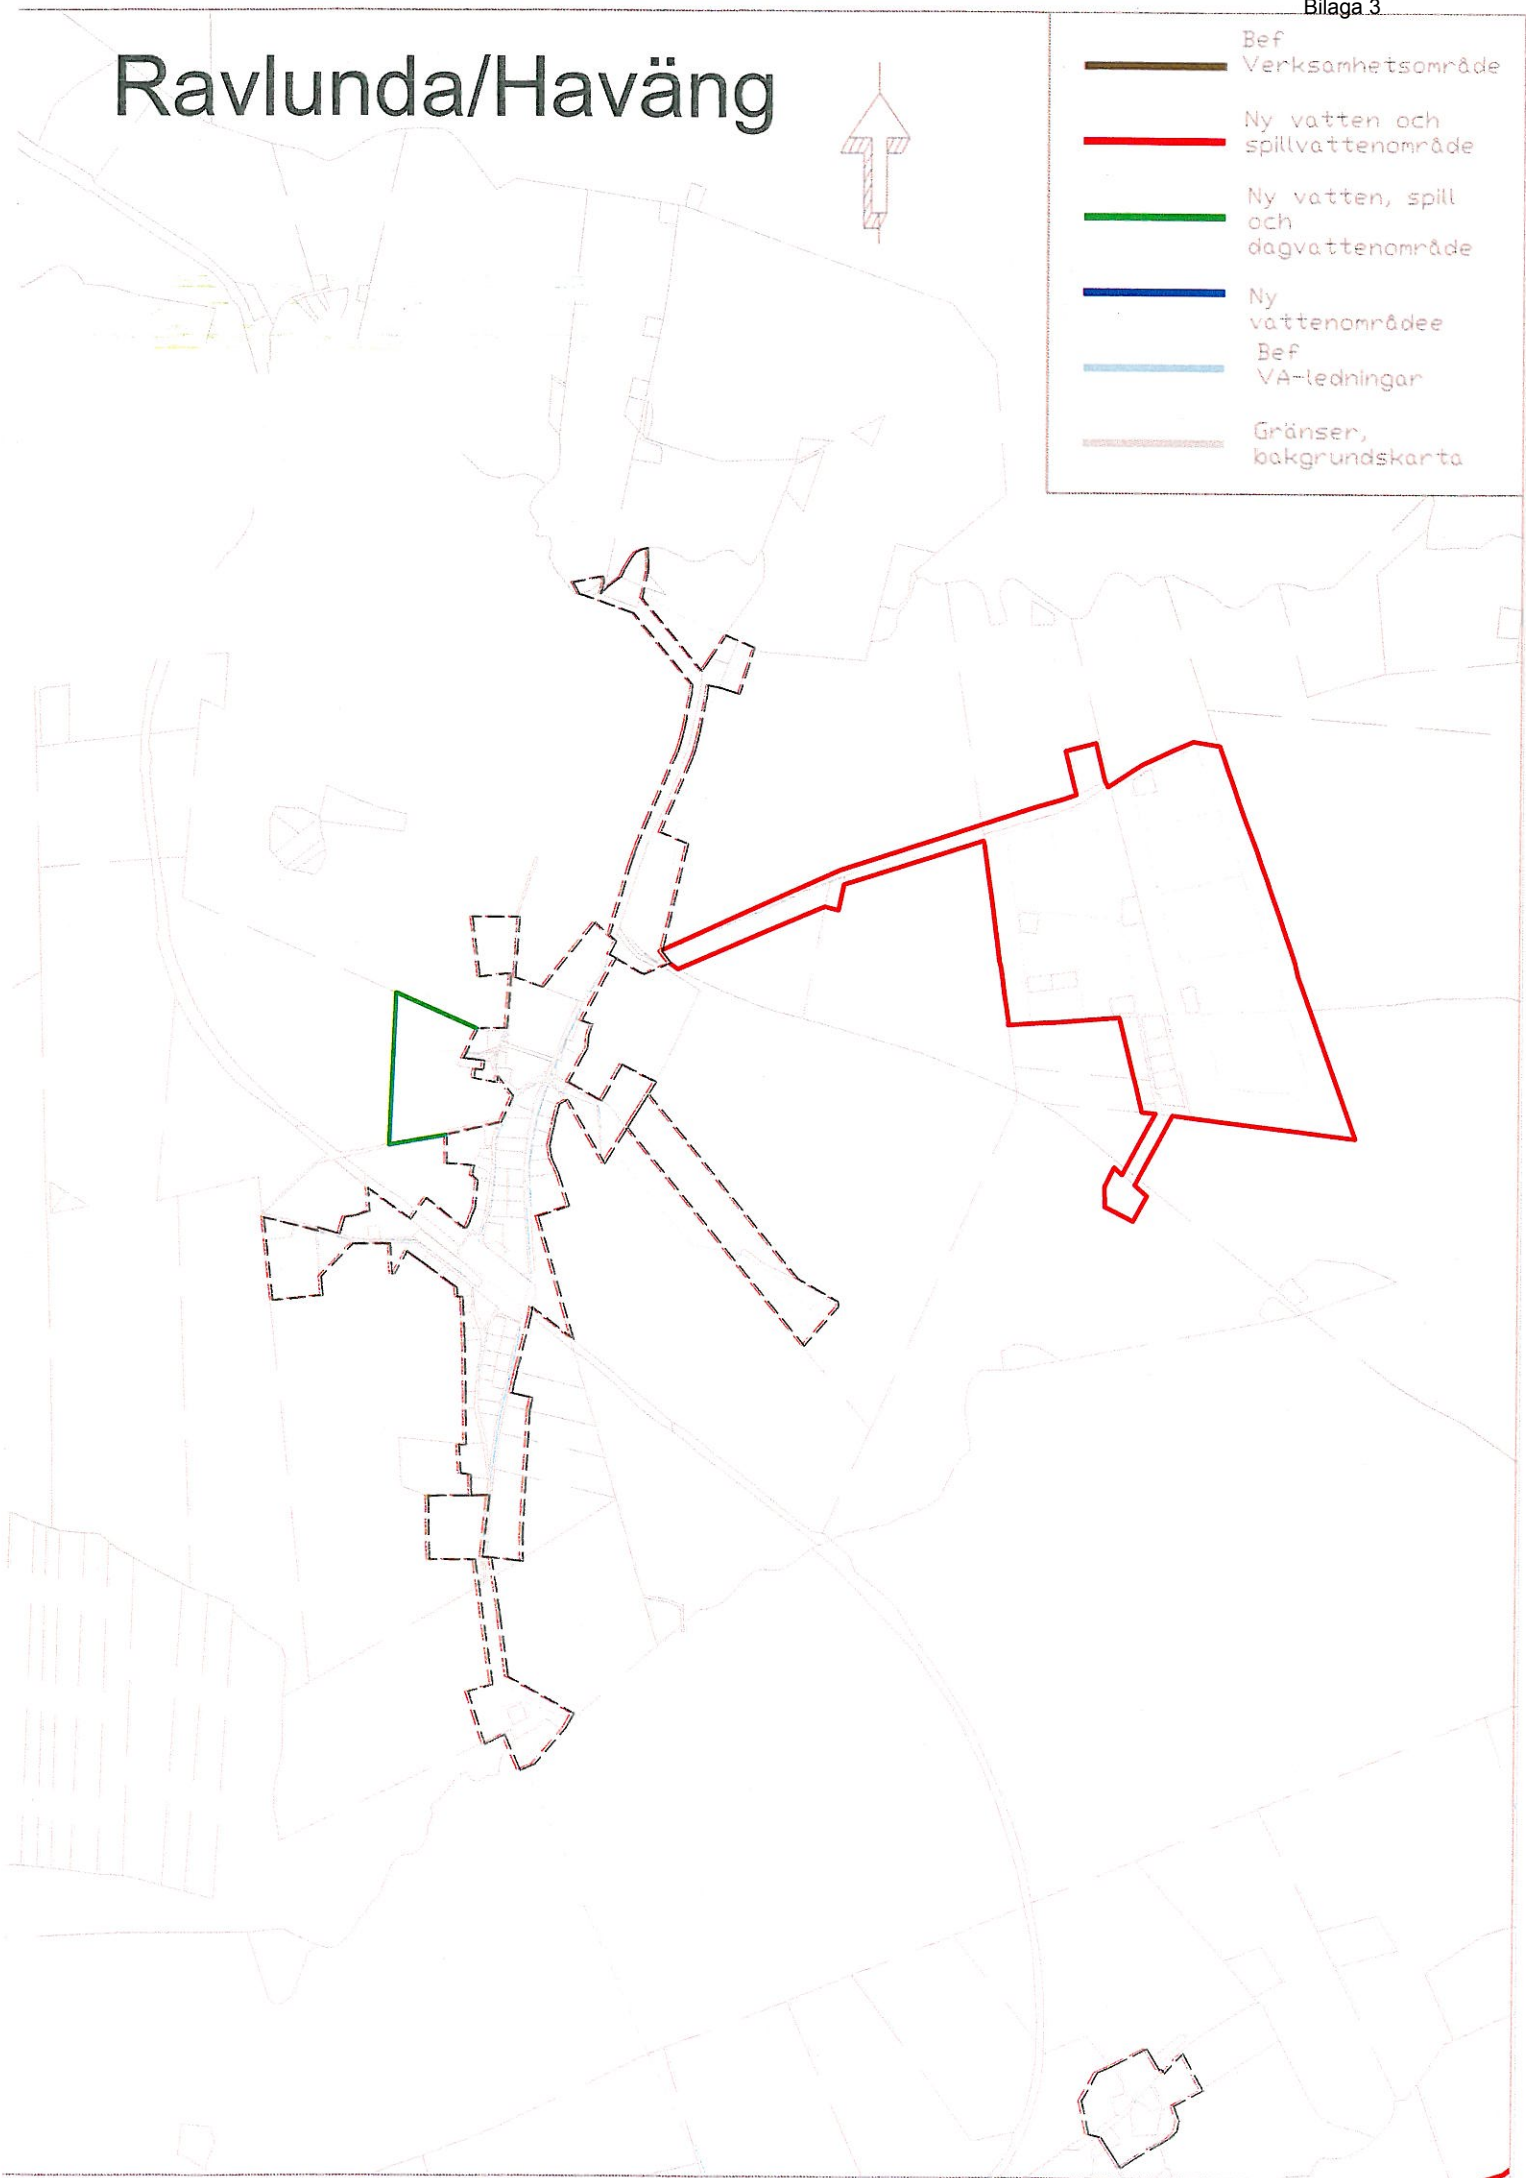 Bilaga 3
Ravlunda/Haväng
Bef
Verksamhetsområde
Ny vatten och
spillvattenområde
Ny vatten, spill
och
dagvattenområde
Ny
vattenområdee
Bef
VA-ledningar
Gränser,
bakgrundskarta